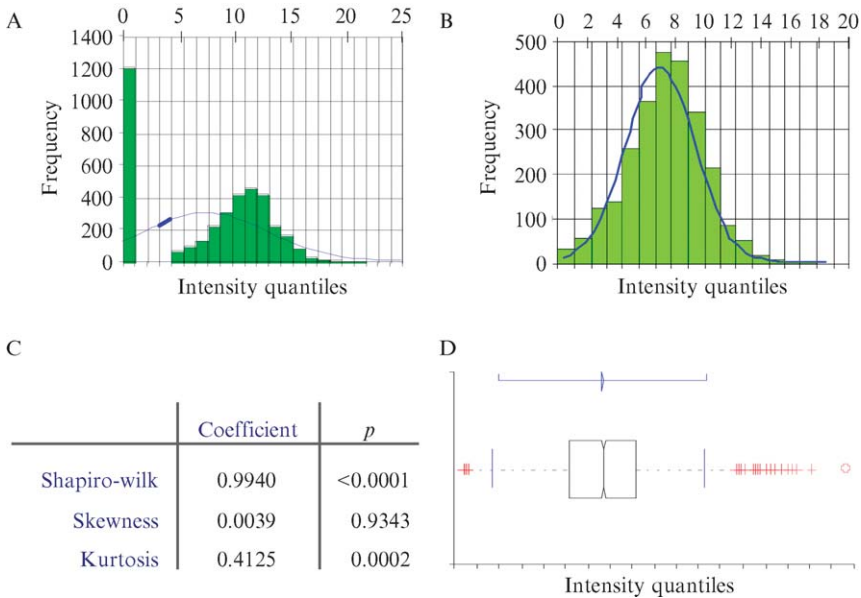 A
0 5 10 15 20 25
1400
1200
1000
800
600
400
200
0
Frequency
Intensity quantiles
B
0 2 4 6 8 10 12 14 16 18 20
500
400
300
200
100
0
Frequency
Intensity quantiles
C
Coefficient p
Shapiro-wilk 0.9940 <0.0001
Skewness 0.0039 0.9343
Kurtosis 0.4125 0.0002
D
Intensity quantiles